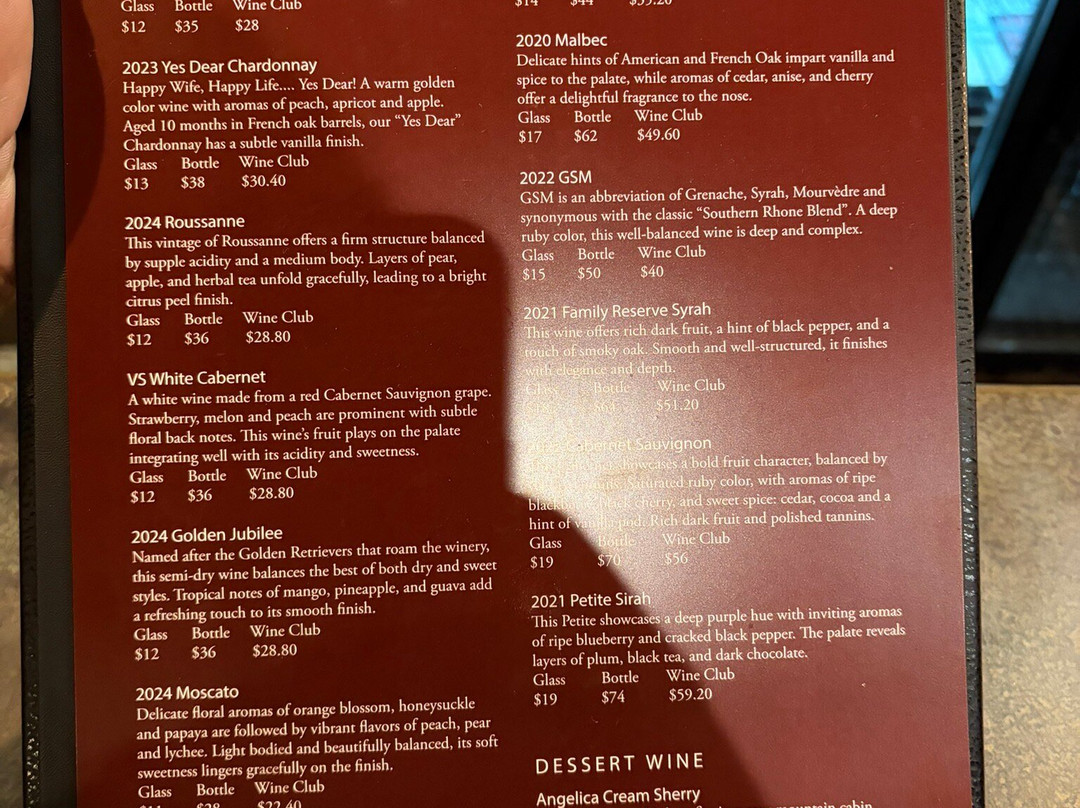 Glass Bottle Wine Club
$12 $35 $28
2023 Yes Dear Chardonnay
Happy Wife, Happy Life.... Yes Dear! A warm golden
color wine with aromas of peach, apricot and apple.
Aged 10 months in French oak barrels, our “Yes Dear”
Chardonnay has a subtle vanilla finish.
Glass Bottle Wine Club
$13 $38 $30.40
2024 Roussanne
This vintage of Roussanne offers a firm structure balanced
by supple acidity and a medium body. Layers of pear,
apple, and herbal tea unfold gracefully, leading to a bright
citrus peel finish.
Glass Bottle Wine Club
$12 $36 $28.80
VS White Cabernet
A white wine made from a red Cabernet Sauvignon grape.
Strawberry, melon and peach are prominent with subtle
floral back notes. This wine’s fruit plays on the palate
integrating well with its acidity and sweetness.
Glass Bottle Wine Club
$12 $36 $28.80
2024 Golden Jubilee
Named after the Golden Retrievers that roam the winery,
this semi-dry wine balances the best of both dry and sweet
styles. Tropical notes of mango, pineapple, and guava add
a refreshing touch to its smooth finish.
Glass Bottle Wine Club
$12 $36 $28.80
2024 Moscato
Delicate floral aromas of orange blossom, honeysuckle
and papaya are followed by vibrant flavors of peach, pear
and lychee. Light bodied and beautifully balanced, its soft
sweetness lingers gracefully on the finish.
Glass Bottle Wine Club
$28 $22.40
$14 $44 $35.20
2020 Malbec
Delicate hints of American and French Oak impart vanilla and
spice to the palate, while aromas of cedar, anise, and cherry
offer a delightful fragrance to the nose.
Glass Bottle Wine Club
$17 $62 $49.60
2022 GSM
GSM is an abbreviation of Grenache, Syrah, Mourvèdre and
synonymous with the classic “Southern Rhone Blend”. A deep
ruby color, this well-balanced wine is deep and complex.
Glass Bottle Wine Club
$15 $50 $40
2021 Family Reserve Syrah
This wine offers rich dark fruit, a hint of black pepper, and a
touch of smoky oak. Smooth and well-structured, it finishes
with elegance and depth.
Glass Bottle Wine Club
$64 $51.20
Cabernet Sauvignon
showcases a bold fruit character, balanced by
Saturated ruby color, with aromas of ripe
black cherry, and sweet spice: cedar, cocoa and a
hint of vanilla pod. Rich dark fruit and polished tannins.
Glass Bottle Wine Club
$19 $70 $56
2021 Petite Sirah
This Petite showcases a deep purple hue with inviting aromas
of ripe blueberry and cracked black pepper. The palate reveals
layers of plum, black tea, and dark chocolate.
Glass Bottle Wine Club
$19 $74 $59.20
DESSERT WINE
Angelica Cream Sherry
mountain cabin